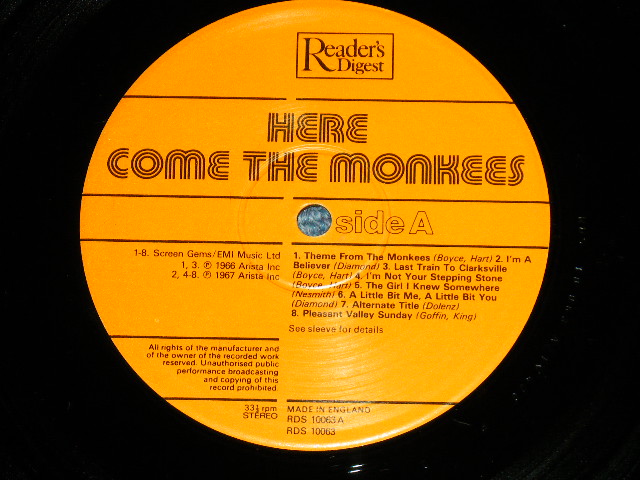 Reader's
Digest
HERE
COME THE MONKEES
side A
1-8. Screen Gems/EMI Music Ltd
1, 3. ℗ 1966 Arista Inc
2, 4-8. ℗ 1967 Arista Inc
1. Theme From The Monkees (Boyce, Hart) 2. I'm A
Believer (Diamond) 3. Last Train To Clarksville
(Boyce, Hart) 4. I'm Not Your Stepping Stone
(Boyce, Hart) 5. The Girl I Knew Somewhere
(Nesmith) 6. A Little Bit Me, A Little Bit You
(Diamond) 7. Alternate Title (Dolenz)
8. Pleasant Valley Sunday (Goffin, King)
See sleeve for details
All rights of the manufacturer and
of the owner of the recorded work
reserved. Unauthorised public
performance broadcasting
and copying of this
record prohibited.
33⅓ rpm
STEREO
MADE IN ENGLAND
RDS 10063A
RDS 10063